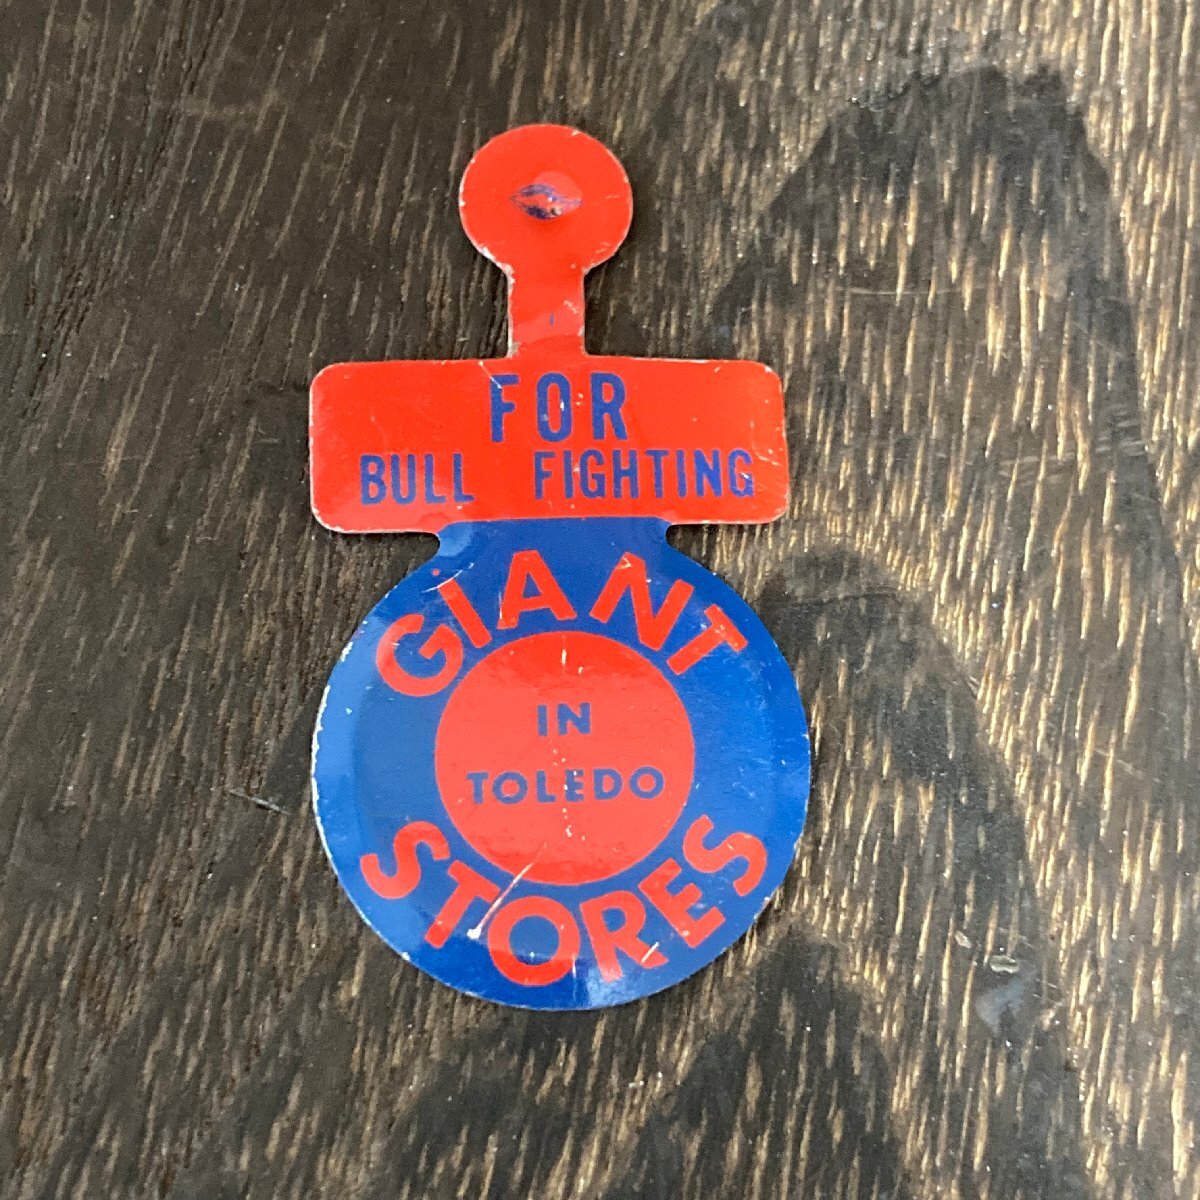 FOR
BULL FIGHTING
GIANT
IN
TOLEDO
STORES